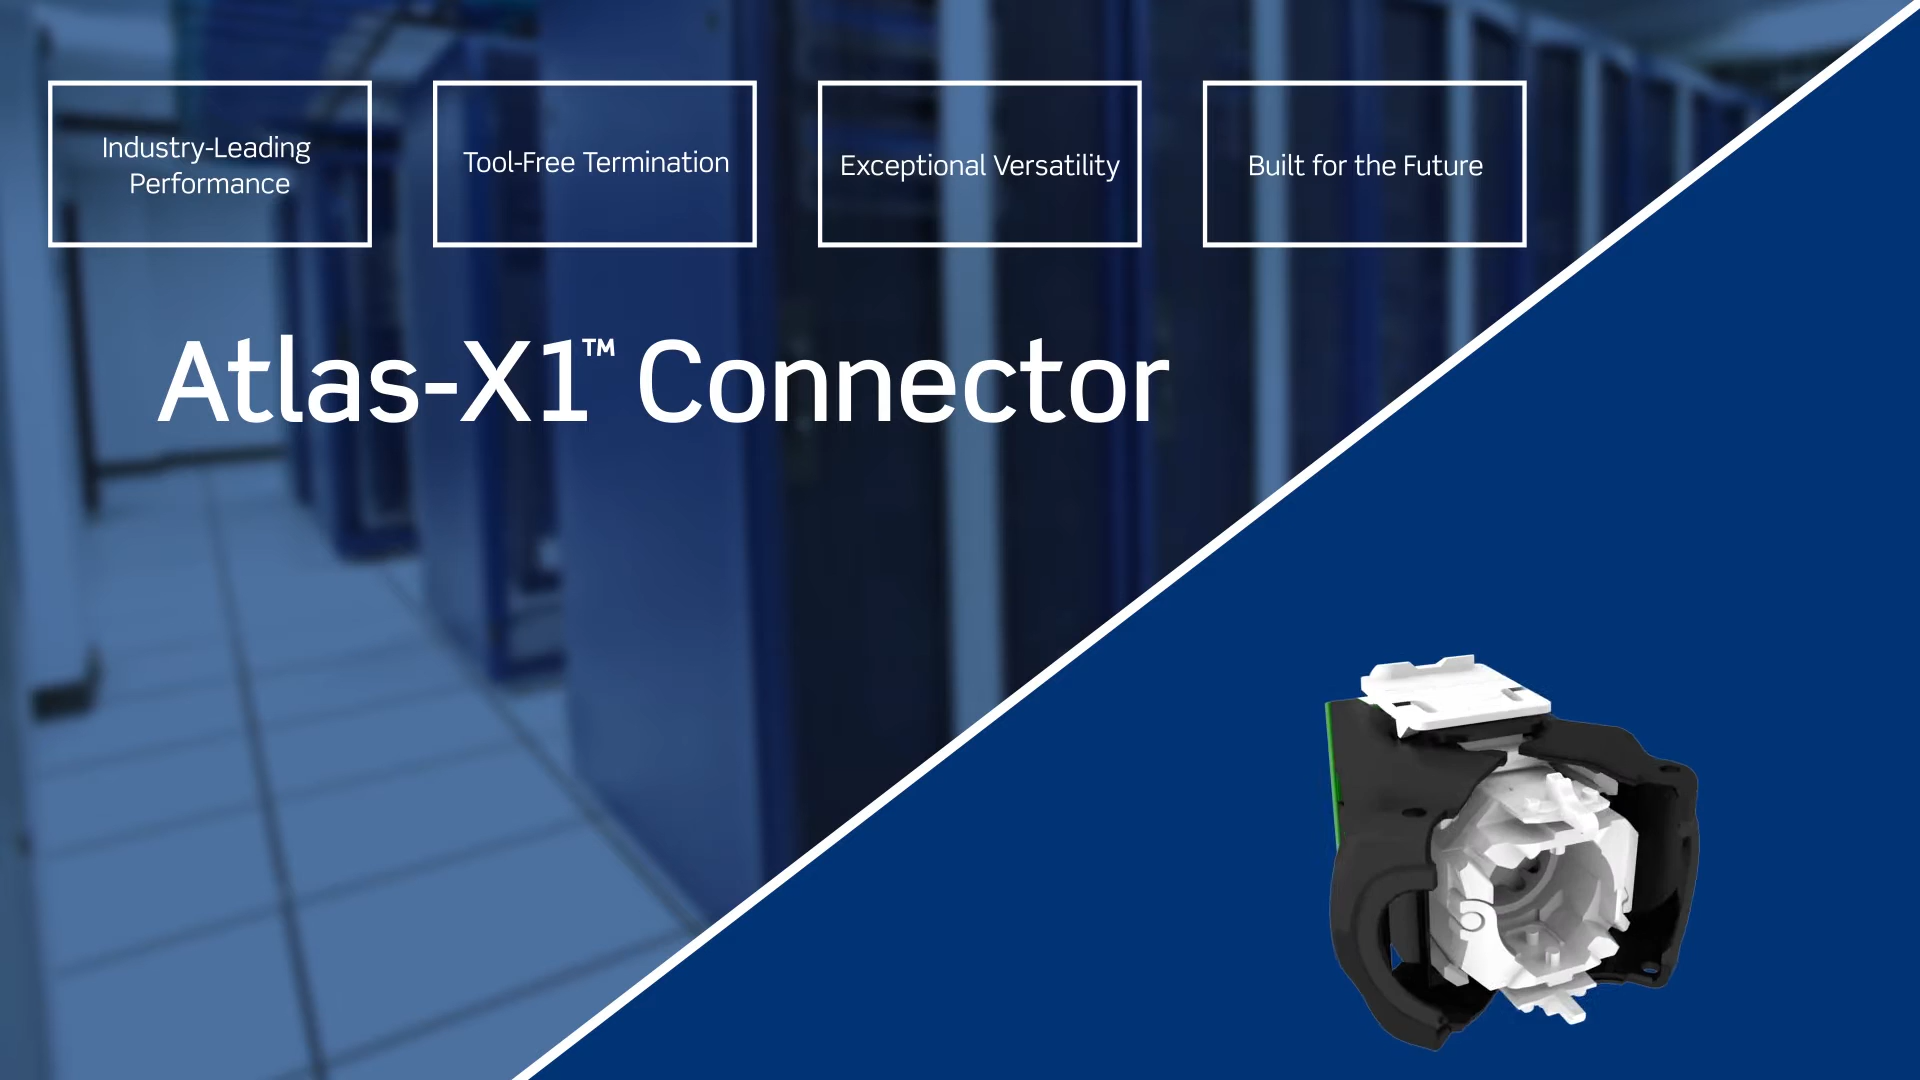 Industry-Leading
Performance
Tool-Free Termination
Exceptional Versatility
Built for the Future
Atlas-X1™ Connector